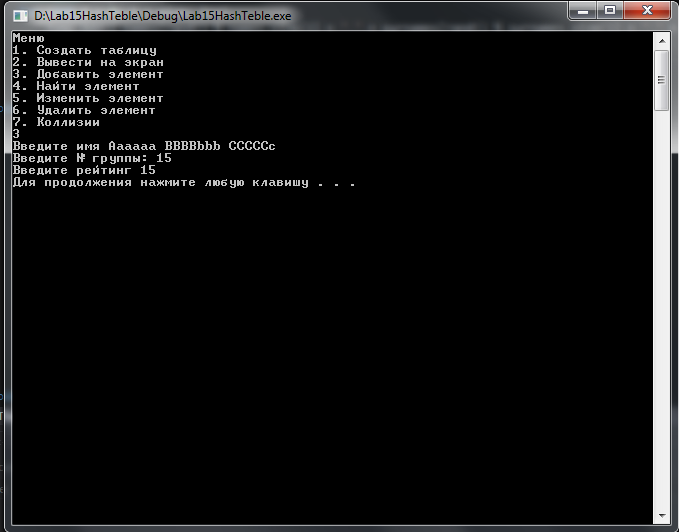 D:\Lab15HashTeble\Debug\Lab15HashTeble.exe
Меню
1. Создать таблицу
2. Вывести на экран
3. Добавить элемент
4. Найти элемент
5. Изменить элемент
6. Удалить элемент
7. Коллизии
3
Введите имя Aaaaaa BBBBbbb CCCCCc
Введите № группы: 15
Введите рейтинг 15
Для продолжения нажмите любую клавишу . . .